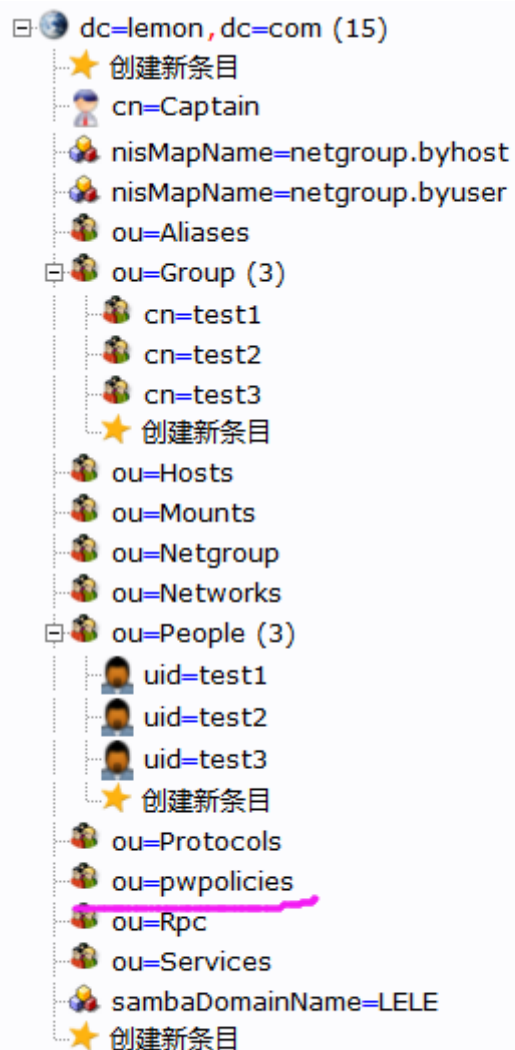 dc=lemon,dc=com (15)
创建新条目
cn=Captain
nisMapName=netgroup.byhost
nisMapName=netgroup.byuser
ou=Aliases
ou=Group (3)
cn=test1
cn=test2
cn=test3
创建新条目
ou=Hosts
ou=Mounts
ou=Netgroup
ou=Networks
ou=People (3)
uid=test1
uid=test2
uid=test3
创建新条目
ou=Protocols
ou=pwpolicies
ou=Rpc
ou=Services
sambaDomainName=LELE
创建新条目